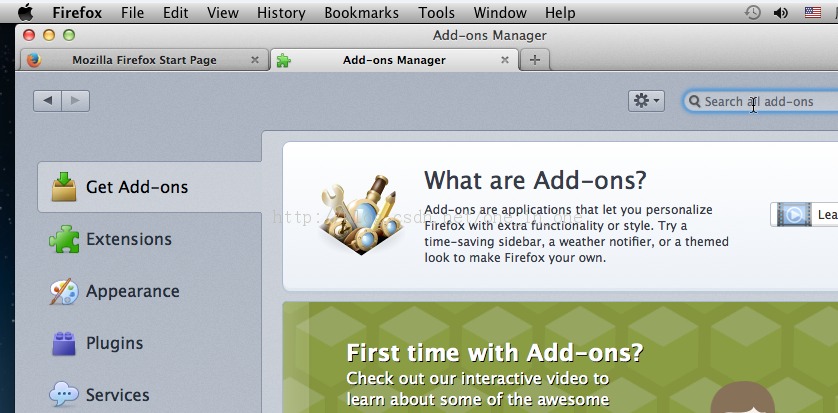 Firefox File Edit View History Bookmarks Tools Window Help
Add-ons Manager
Mozilla Firefox Start Page
Add-ons Manager
Search all add-ons
Get Add-ons
Extensions
Appearance
Plugins
Services
What are Add-ons?
Add-ons are applications that let you personalize
Firefox with extra functionality or style. Try a
time-saving sidebar, a weather notifier, or a themed
look to make Firefox your own.
Lea
First time with Add-ons?
Check out our interactive video to
learn about some of the awesome